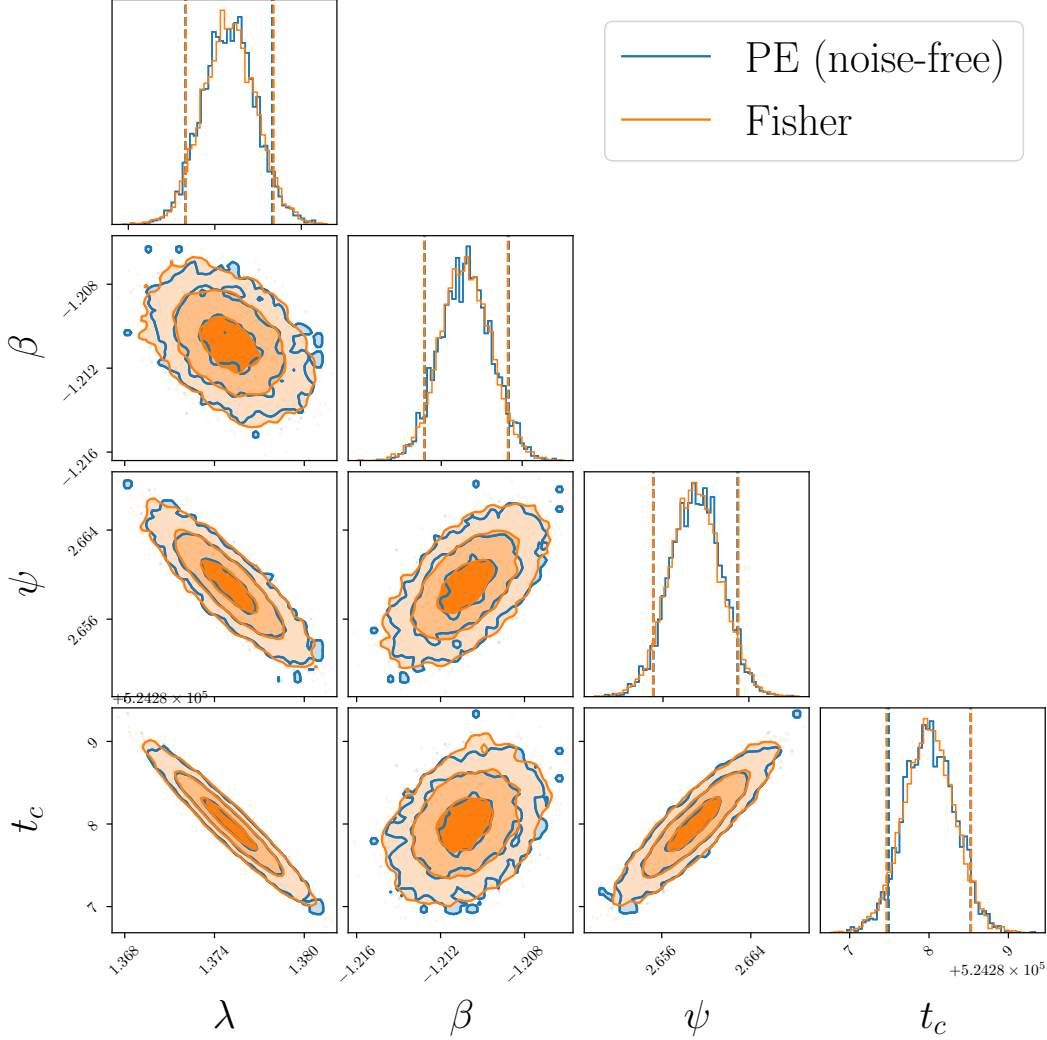 PE (noise-free)
Fisher
β
−1.208
−1.212
−1.216
ψ
2.664
2.656
+5.2428 × 10^5
t_c
9
8
7
1.368
1.374
1.380
−1.216
−1.212
−1.208
2.656
2.664
7
8
9
+5.2428 × 10^5
λ
β
ψ
t_c